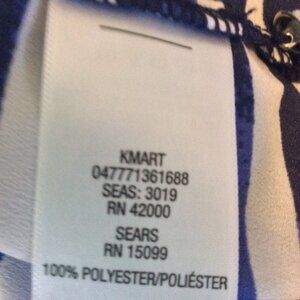 KMART
047771361688
SEAS: 3019
RN 42000
SEARS
RN 15099
100% POLYESTER/POLIÉSTER